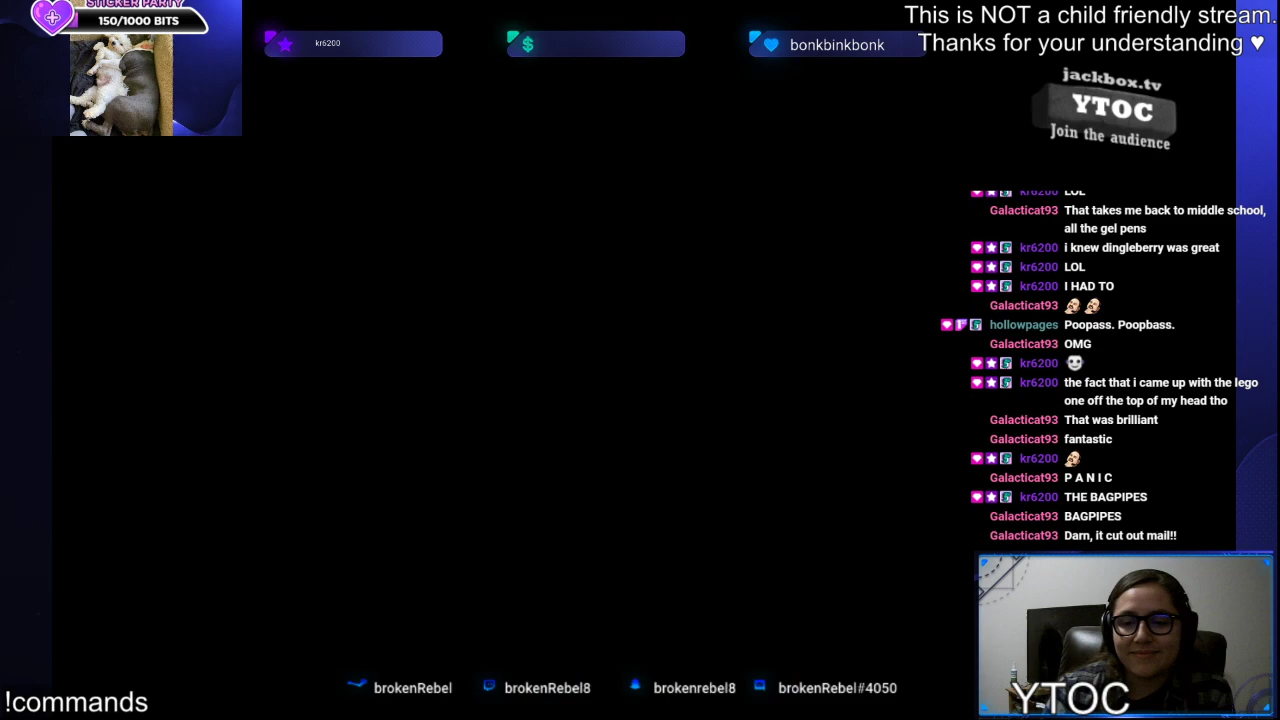 STICKER PARTY
150/1000 BITS
kr6200
bonkbinkbonk
This is NOT a child friendly stream.
Thanks for your understanding ♥
jackbox.tv
YTOC
Join the audience
kr6200 LOL
Galacticat93 That takes me back to middle school,
all the gel pens
kr6200 i knew dingleberry was great
kr6200 LOL
kr6200 I HAD TO
Galacticat93
hollowpages Poopass. Poopbass.
Galacticat93 OMG
kr6200
kr6200 the fact that i came up with the lego
one off the top of my head tho
Galacticat93 That was brilliant
Galacticat93 fantastic
kr6200
Galacticat93 P A N I C
kr6200 THE BAGPIPES
Galacticat93 BAGPIPES
Galacticat93 Darn, it cut out mail!!
YTOC
brokenRebel
brokenRebel8
brokenrebel8
brokenRebel#4050
!commands